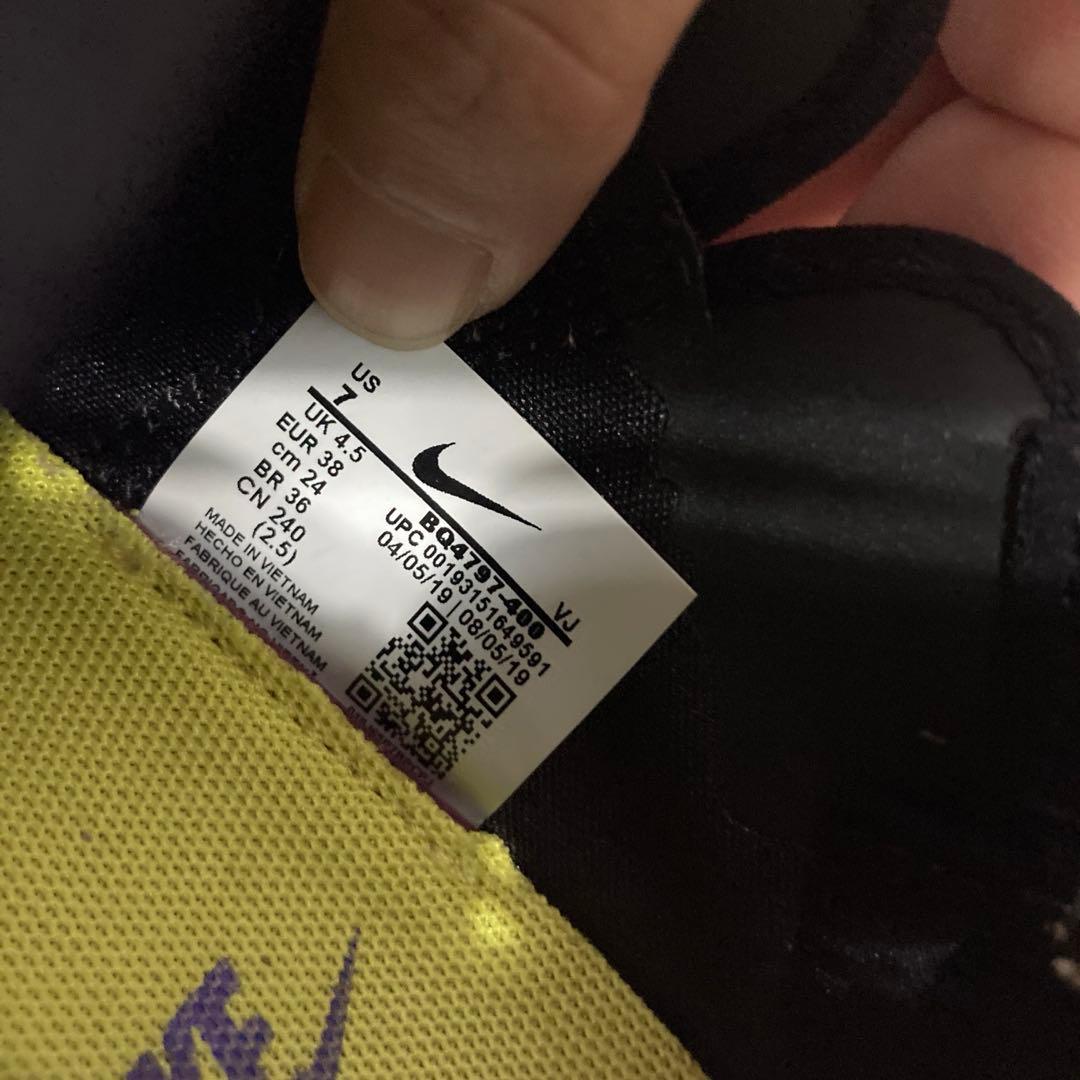 US
7
UK 4.5
EUR 38
cm 24
BR 36
CN 240
(2.5)
MADE IN VIETNAM
HECHO EN VIETNAM
FABRIQUE AU VIETNAM
VJ
BQ4797-400
UPC 00193151649591
04/05/19 | 08/05/19